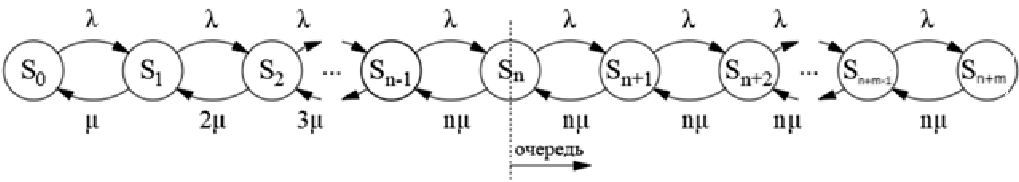 λ λ λ λ λ λ λ λ
S0 S1 S2 ... Sn-1 Sn Sn+1 Sn+2 ... Sn+m-1 Sn+m
μ 2μ 3μ nμ nμ nμ nμ nμ
очередь